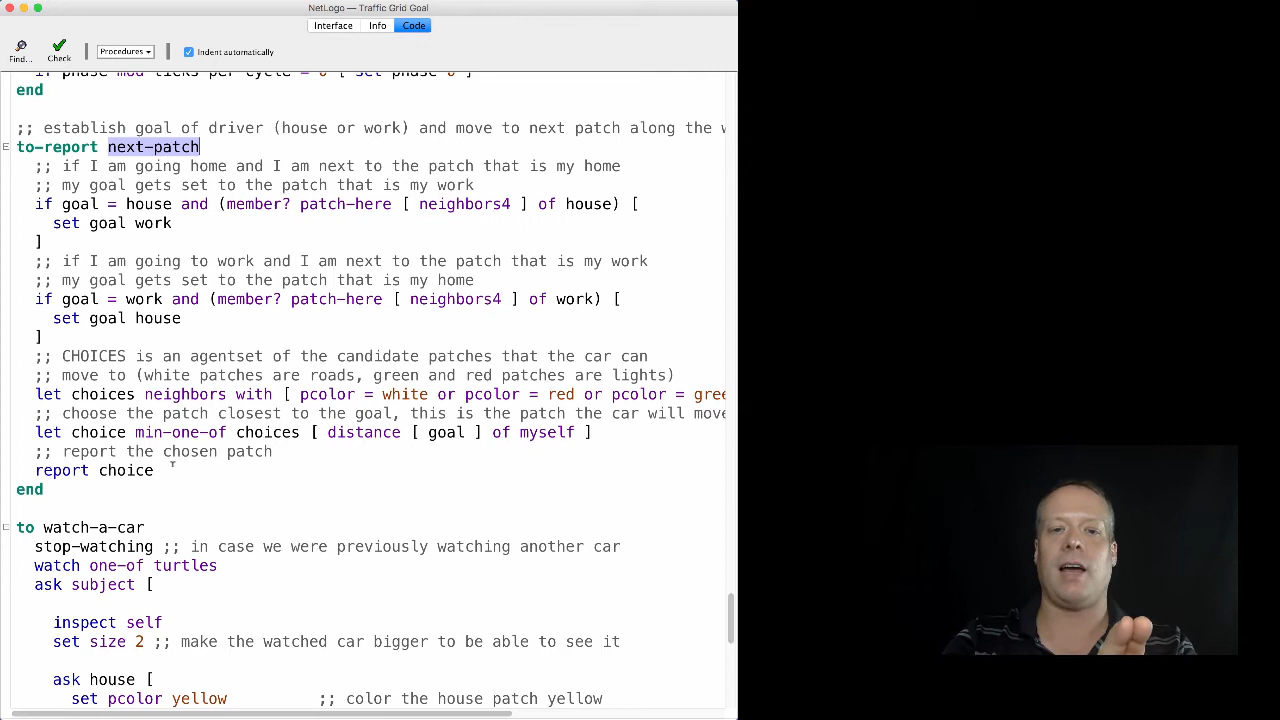 NetLogo — Traffic Grid Goal
Interface Info Code
Find... Check Procedures Indent automatically
if phase mod ticks-per-cycle = 0 [ set phase 0 ]
end
;; establish goal of driver (house or work) and move to next patch along the w
to-report next-patch
;; if I am going home and I am next to the patch that is my home
;; my goal gets set to the patch that is my work
if goal = house and (member? patch-here [ neighbors4 ] of house) [
set goal work
]
;; if I am going to work and I am next to the patch that is my work
;; my goal gets set to the patch that is my home
if goal = work and (member? patch-here [ neighbors4 ] of work) [
set goal house
]
;; CHOICES is an agentset of the candidate patches that the car can
;; move to (white patches are roads, green and red patches are lights)
let choices neighbors with [ pcolor = white or pcolor = red or pcolor = gree
;; choose the patch closest to the goal, this is the patch the car will move
let choice min-one-of choices [ distance [ goal ] of myself ]
;; report the chosen patch
report choice
end
to watch-a-car
stop-watching ;; in case we were previously watching another car
watch one-of turtles
ask subject [
inspect self
set size 2 ;; make the watched car bigger to be able to see it
ask house [
set pcolor yellow ;; color the house patch yellow